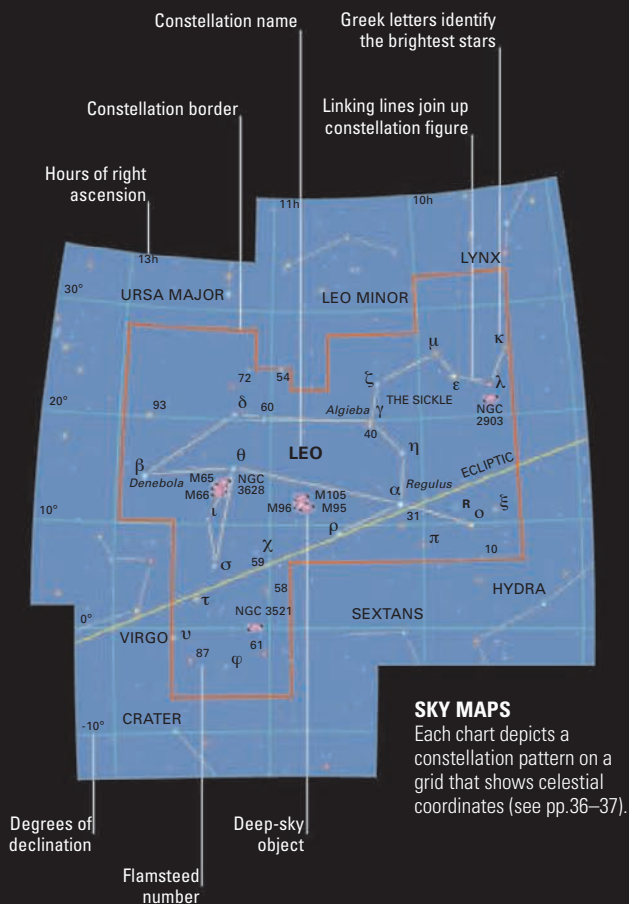 Constellation name
Greek letters identify
the brightest stars
Constellation border
Linking lines join up
constellation figure
Hours of right
ascension
11h
10h
13h
LYNX
30°
URSA MAJOR
LEO MINOR
μ
κ
72
54
ζ
ε
λ
20°
93
δ
60
Algieba
γ
THE SICKLE
NGC
2903
40
η
LEO
β
θ
ECLIPTIC
Denebola
M65
NGC
3628
M66
α
Regulus
M105
M96
M95
R
ξ
10°
ι
31
ο
ρ
χ
π
10
σ
59
58
HYDRA
τ
0°
NGC 3521
SEXTANS
VIRGO
υ
61
87
φ
-10°
CRATER
SKY MAPS
Each chart depicts a
constellation pattern on a
grid that shows celestial
coordinates (see pp.36–37).
Degrees of
declination
Deep-sky
object
Flamsteed
number